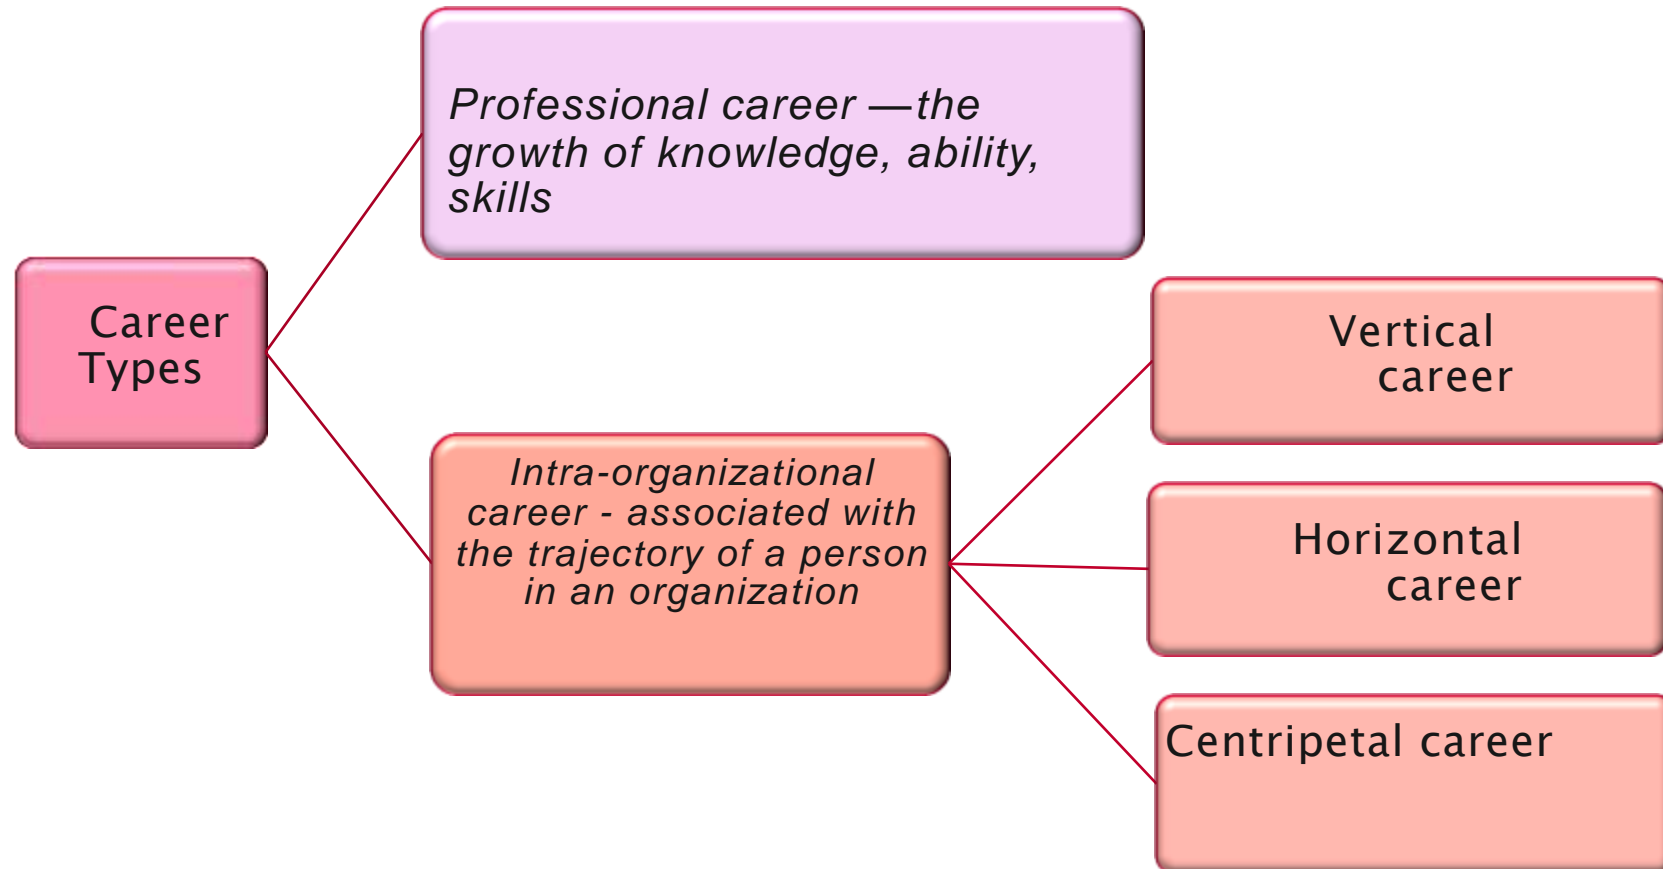 Professional career —the
growth of knowledge, ability,
skills
Career
Types
Intra-organizational
career - associated with
the trajectory of a person
in an organization
Vertical
career
Horizontal
career
Centripetal career